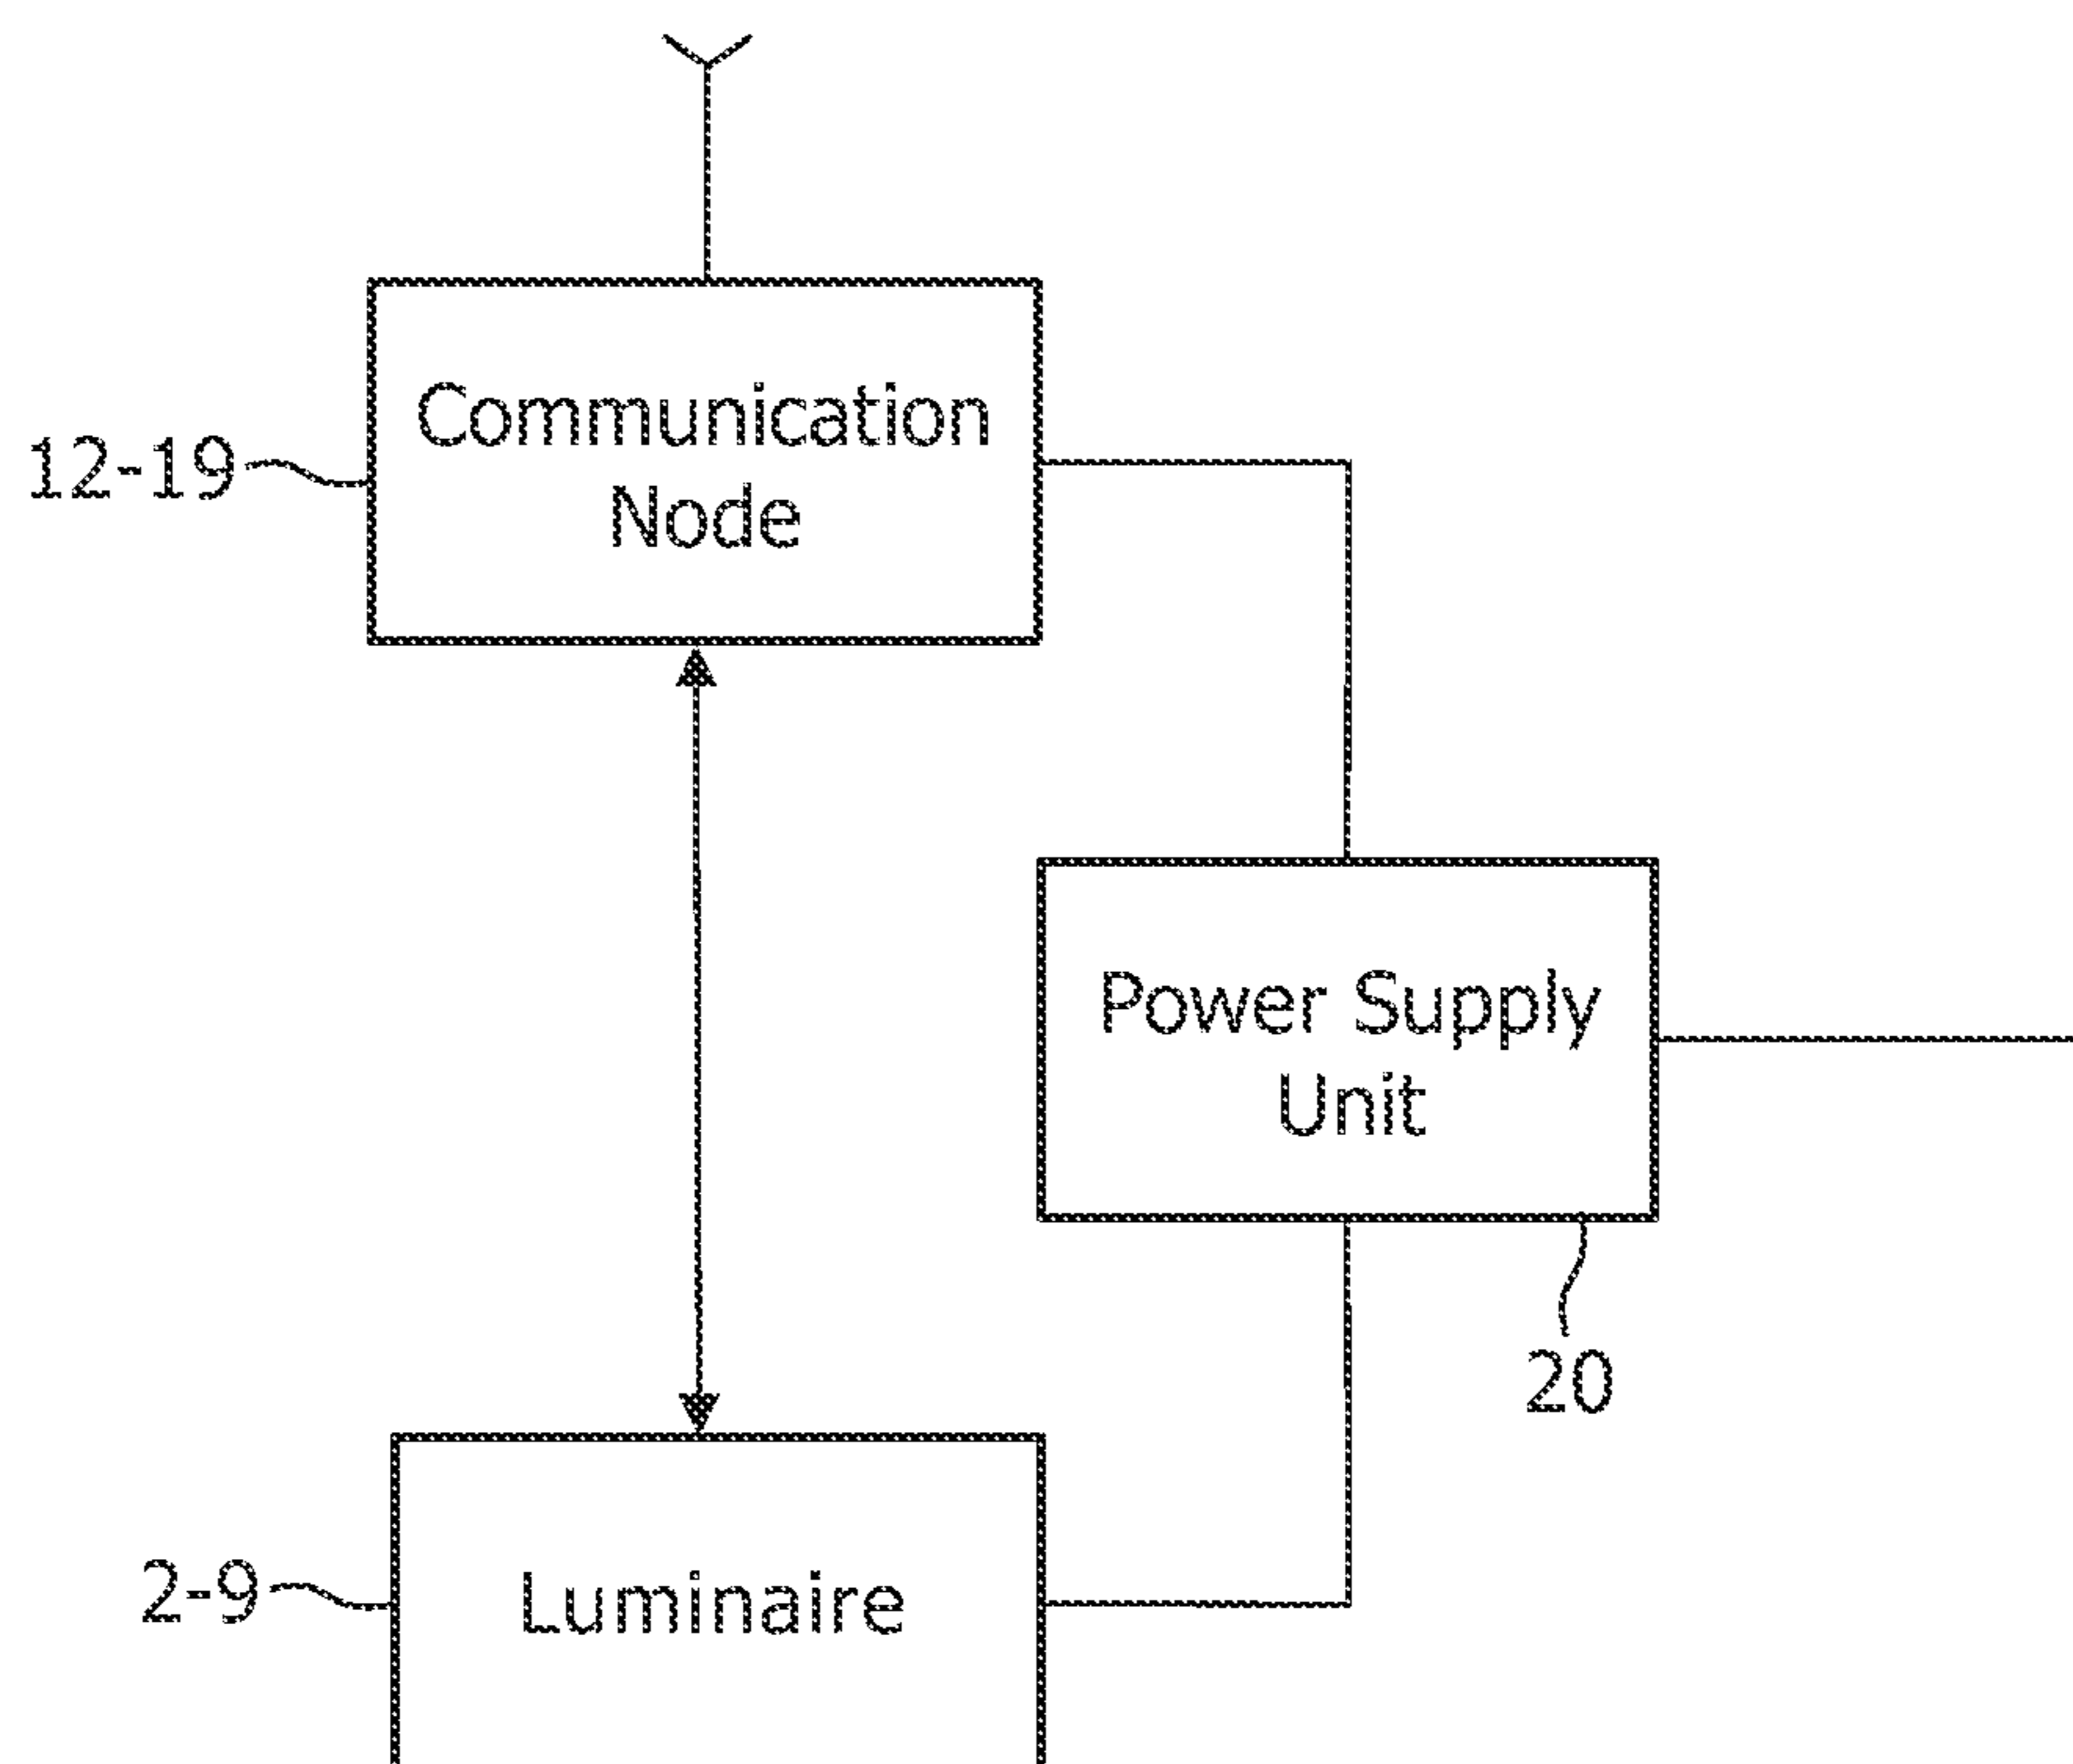 Communication
Node
12-19
Power Supply
Unit
20
Luminaire
2-9